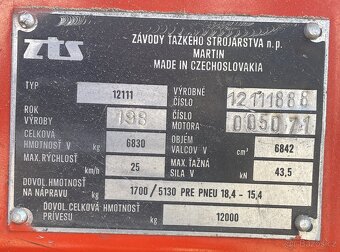 zts
ZÁVODY ŤAŽKÉHO STROJÁRSTVA n.p.
MARTIN
MADE IN CZECHOSLOVAKIA
TYP 12111 VÝROBNÉ ČÍSLO 12111888
ROK VÝROBY 198 ČÍSLO MOTORA 005071
CELKOVÁ HMOTNOSŤ V kg 6830 OBJEM VALCOV V cm³ 6842
MAX. RÝCHLOSŤ km/h 25 MAX. ŤAŽNÁ SILA V kN 43,5
DOVOL. HMOTNOSŤ NA NÁPRAVU kg 1700/5130 PRE PNEU 18,4-15,4
DOVOL. CELKOVÁ HMOTNOSŤ PRÍVESU kg 12000